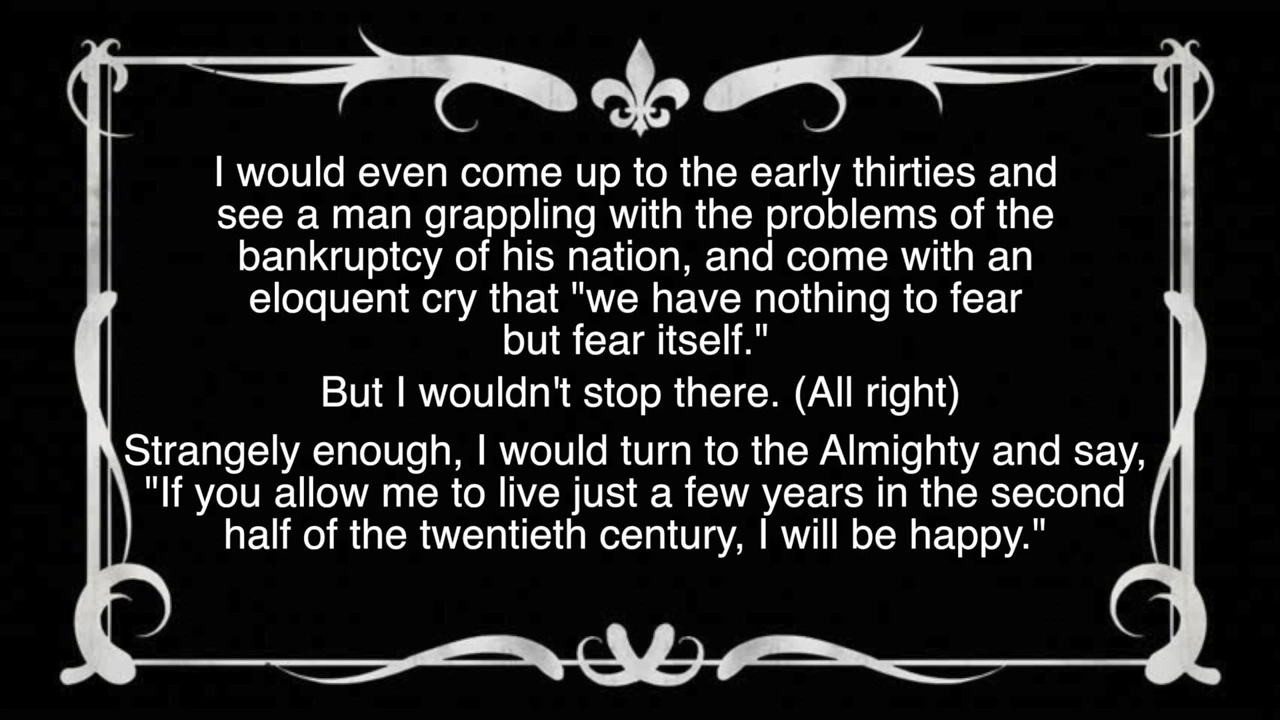 I would even come up to the early thirties and
see a man grappling with the problems of the
bankruptcy of his nation, and come with an
eloquent cry that "we have nothing to fear
but fear itself."
But I wouldn't stop there. (All right)
Strangely enough, I would turn to the Almighty and say,
"If you allow me to live just a few years in the second
half of the twentieth century, I will be happy."